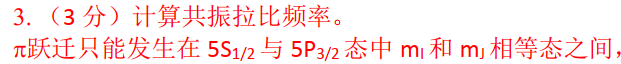 3. （3 分）计算共振拉比频率。
π跃迁只能发生在 5S1/2 与 5P3/2 态中 mI 和 mJ 相等态之间，